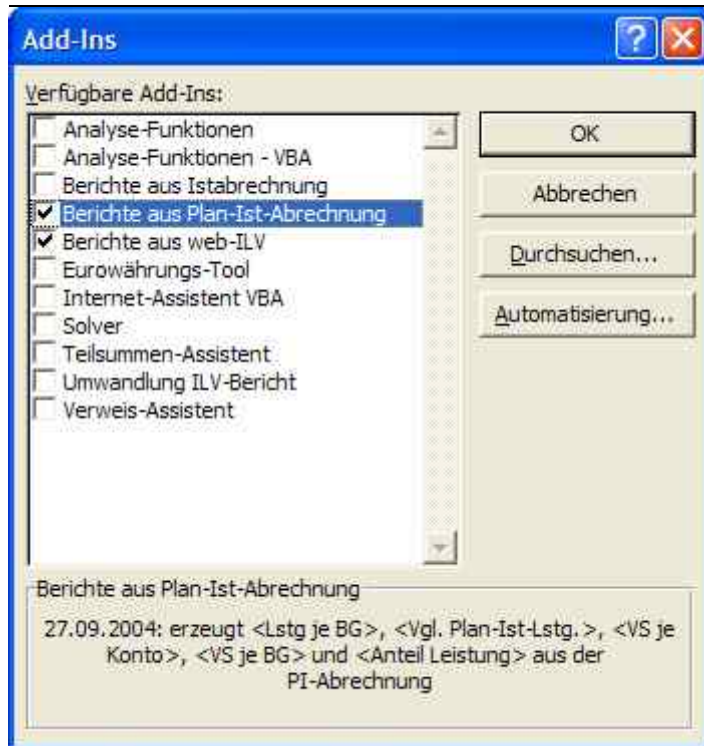 Add-Ins
Verfügbare Add-Ins:
Analyse-Funktionen
Analyse-Funktionen - VBA
Berichte aus Istabrechnung
Berichte aus Plan-Ist-Abrechnung
Berichte aus web-ILV
Eurowährungs-Tool
Internet-Assistent VBA
Solver
Teilsummen-Assistent
Umwandlung ILV-Bericht
Verweis-Assistent
OK
Abbrechen
Durchsuchen...
Automatisierung...
Berichte aus Plan-Ist-Abrechnung
27.09.2004: erzeugt <Lstg je BG>, <Vgl. Plan-Ist-Lstg.>, <VS je
Konto>, <VS je BG> und <Anteil Leistung> aus der
PI-Abrechnung